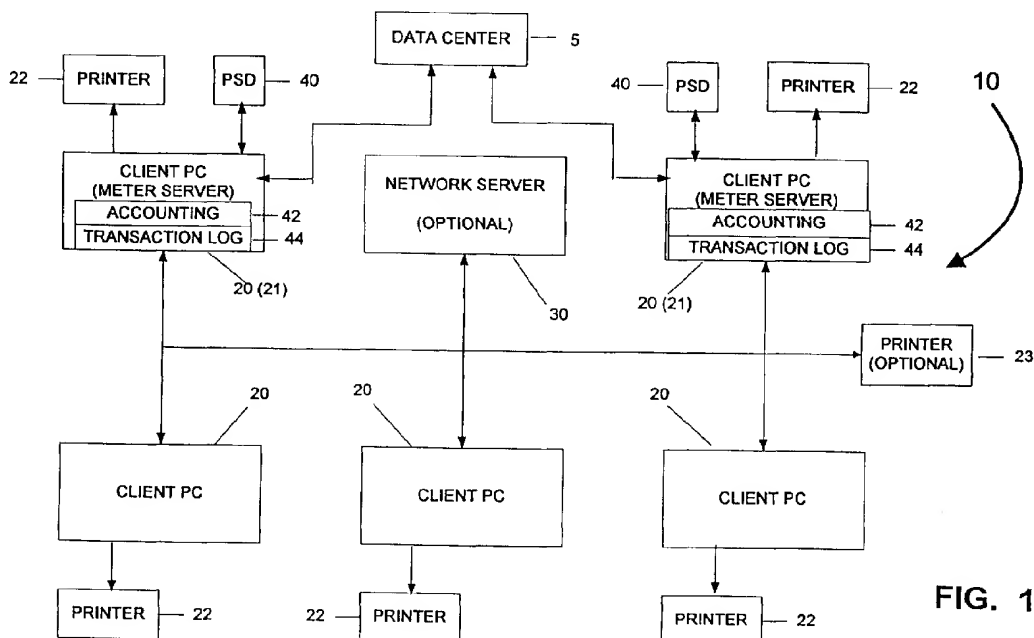 DATA CENTER
5
22
PRINTER
PSD
40
40
PSD
PRINTER
22
10
CLIENT PC
(METER SERVER)
ACCOUNTING
42
TRANSACTION LOG
44
20 (21)
NETWORK SERVER
(OPTIONAL)
30
CLIENT PC
(METER SERVER)
ACCOUNTING
42
TRANSACTION LOG
44
20 (21)
PRINTER
(OPTIONAL)
23
20
CLIENT PC
20
CLIENT PC
20
CLIENT PC
PRINTER
22
22
PRINTER
PRINTER
22
FIG. 1